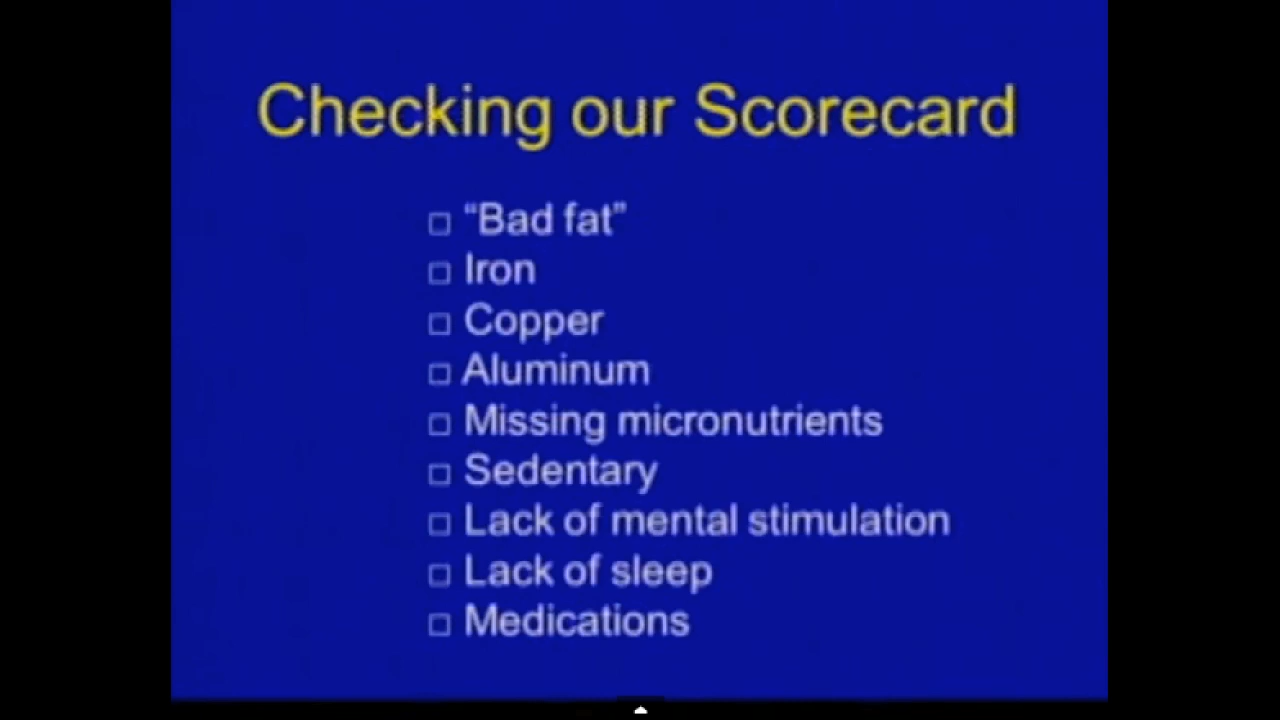 Checking our Scorecard
□ “Bad fat”
□ Iron
□ Copper
□ Aluminum
□ Missing micronutrients
□ Sedentary
□ Lack of mental stimulation
□ Lack of sleep
□ Medications